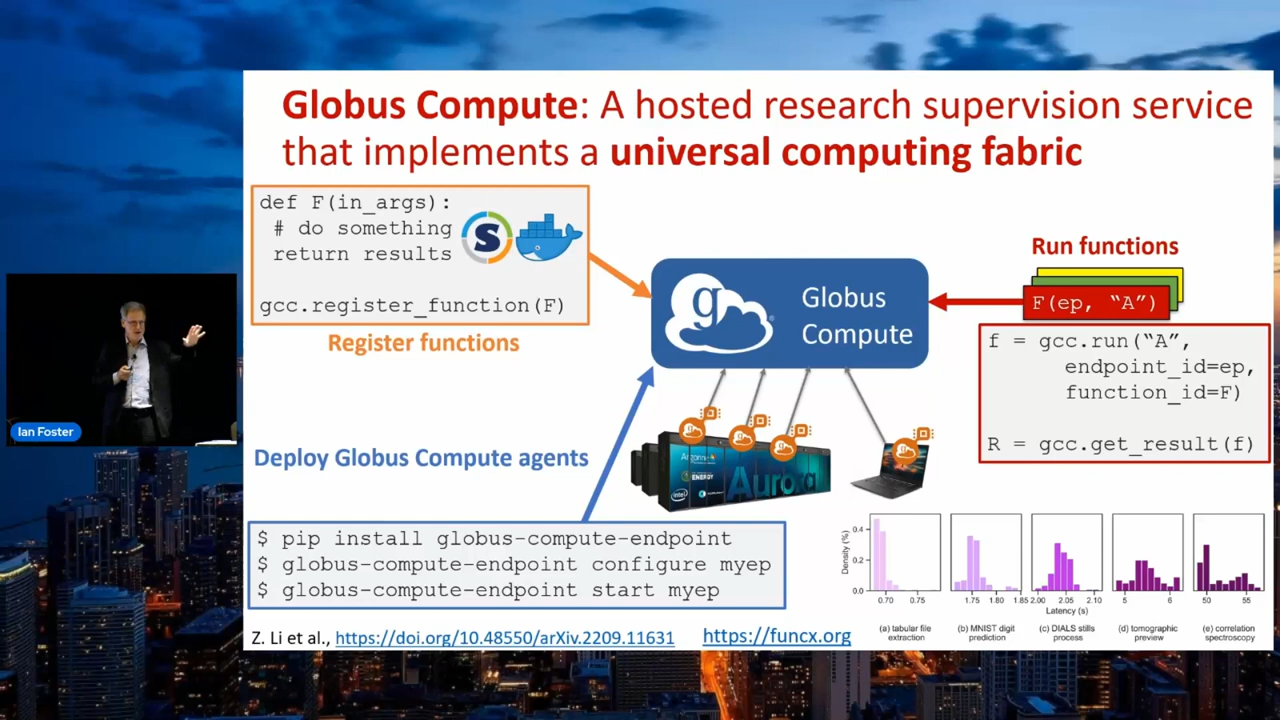 Globus Compute: A hosted research supervision service
that implements a universal computing fabric
def F(in_args):
# do something
return results
gcc.register_function(F)
Register functions
S
g
Globus
Compute
Run functions
F(ep, “A”)
f = gcc.run(“A”,
endpoint_id=ep,
function_id=F)
R = gcc.get_result(f)
Ian Foster
Deploy Globus Compute agents
Argonne
ENERGY
intel
Aurora
$ pip install globus-compute-endpoint
$ globus-compute-endpoint configure myep
$ globus-compute-endpoint start myep
Density (%)
0.4
0.2
0.0
0.70 0.75
1.75 1.80 1.85
2.00 2.05 2.10
5 6
50 55
Latency (s)
(a) tabular file
extraction
(b) MNIST digit
prediction
(c) DIALS stills
process
(d) tomographic
preview
(e) correlation
spectroscopy
Z. Li et al., https://doi.org/10.48550/arXiv.2209.11631
https://funcx.org